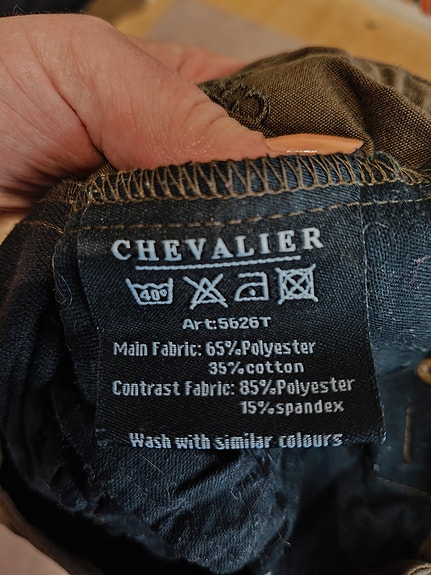 CHEVALIER
40°
Art:5626T
Main Fabric: 65%Polyester
35%cotton
Contrast Fabric: 85%Polyester
15%spandex
Wash with similar colours